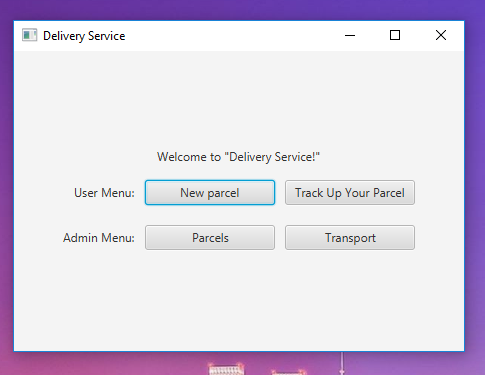 Delivery Service
Welcome to "Delivery Service!"
User Menu: New parcel Track Up Your Parcel
Admin Menu: Parcels Transport